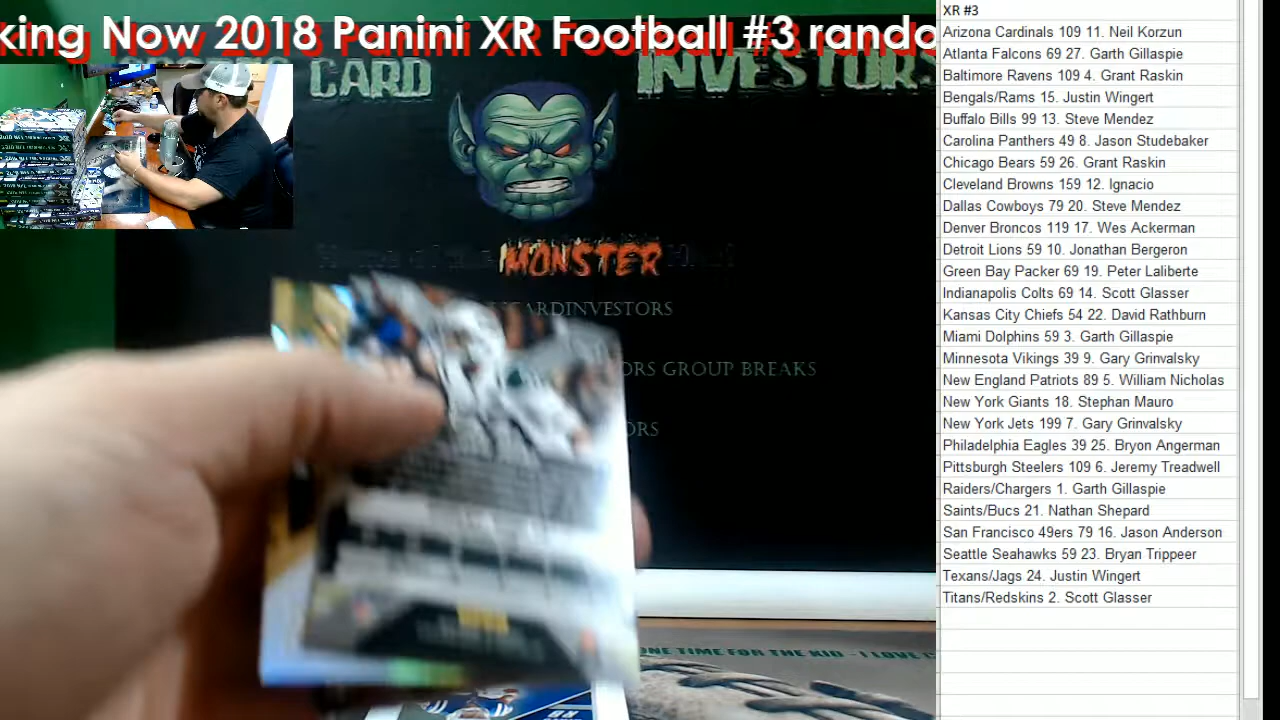 king Now 2018 Panini XR Football #3 rando
CARD INVESTORS
MONSTER
CARDINVESTORS
ORS GROUP BREAKS
ORS
ONE TIME FOR THE KID - I LOVE
RB
XR #3
Arizona Cardinals 109 11. Neil Korzun
Atlanta Falcons 69 27. Garth Gillaspie
Baltimore Ravens 109 4. Grant Raskin
Bengals/Rams 15. Justin Wingert
Buffalo Bills 99 13. Steve Mendez
Carolina Panthers 49 8. Jason Studebaker
Chicago Bears 59 26. Grant Raskin
Cleveland Browns 159 12. Ignacio
Dallas Cowboys 79 20. Steve Mendez
Denver Broncos 119 17. Wes Ackerman
Detroit Lions 59 10. Jonathan Bergeron
Green Bay Packer 69 19. Peter Laliberte
Indianapolis Colts 69 14. Scott Glasser
Kansas City Chiefs 54 22. David Rathburn
Miami Dolphins 59 3. Garth Gillaspie
Minnesota Vikings 39 9. Gary Grinvalsky
New England Patriots 89 5. William Nicholas
New York Giants 18. Stephan Mauro
New York Jets 199 7. Gary Grinvalsky
Philadelphia Eagles 39 25. Bryon Angerman
Pittsburgh Steelers 109 6. Jeremy Treadwell
Raiders/Chargers 1. Garth Gillaspie
Saints/Bucs 21. Nathan Shepard
San Francisco 49ers 79 16. Jason Anderson
Seattle Seahawks 59 23. Bryan Trippeer
Texans/Jags 24. Justin Wingert
Titans/Redskins 2. Scott Glasser